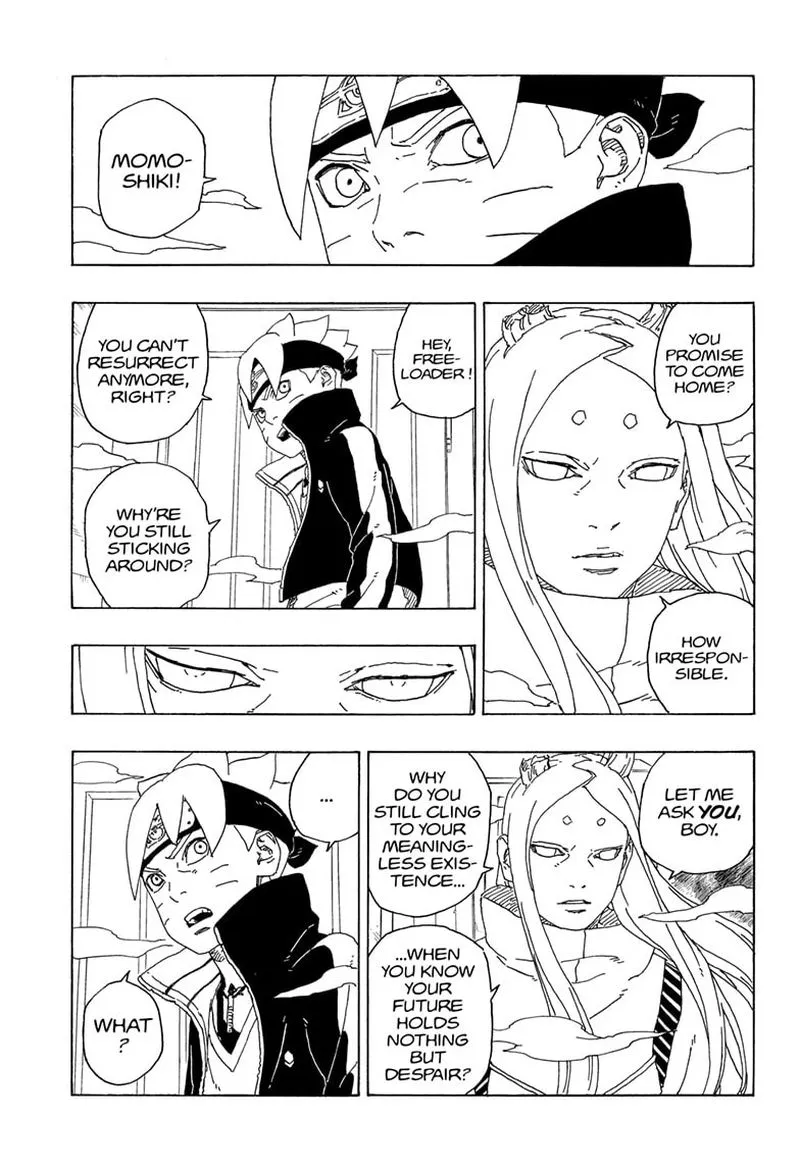 MOMO-
SHIKI!
YOU
PROMISE
TO COME
HOME?
HOW
IRRESPON-
SIBLE.
HEY,
FREE-
LOADER!
YOU CAN'T
RESURRECT
ANYMORE,
RIGHT?
WHY'RE
YOU STILL
STICKING
AROUND?
LET ME
ASK YOU,
BOY.
WHY
DO YOU
STILL CLING
TO YOUR
MEANING-
LESS EXIS-
TENCE...
...WHEN
YOU KNOW
YOUR
FUTURE
HOLDS
NOTHING
BUT
DESPAIR?
...
WHAT
?